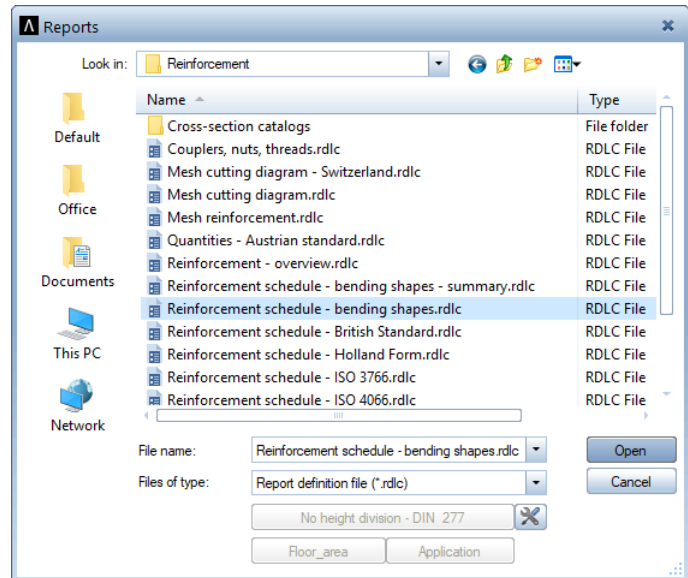 Reports
Look in: Reinforcement
Name Type
Default
Office
Documents
This PC
Network
Cross-section catalogs File folder
Couplers, nuts, threads.rdlc RDLC File
Mesh cutting diagram - Switzerland.rdlc RDLC File
Mesh cutting diagram.rdlc RDLC File
Mesh reinforcement.rdlc RDLC File
Quantities - Austrian standard.rdlc RDLC File
Reinforcement - overview.rdlc RDLC File
Reinforcement schedule - bending shapes - summary.rdlc RDLC File
Reinforcement schedule - bending shapes.rdlc RDLC File
Reinforcement schedule - British Standard.rdlc RDLC File
Reinforcement schedule - Holland Form.rdlc RDLC File
Reinforcement schedule - ISO 3766.rdlc RDLC File
Reinforcement schedule - ISO 4066.rdlc RDLC File
File name: Reinforcement schedule - bending shapes.rdlc Open
Files of type: Report definition file (*.rdlc) Cancel
No height division - DIN 277
Floor_area Application